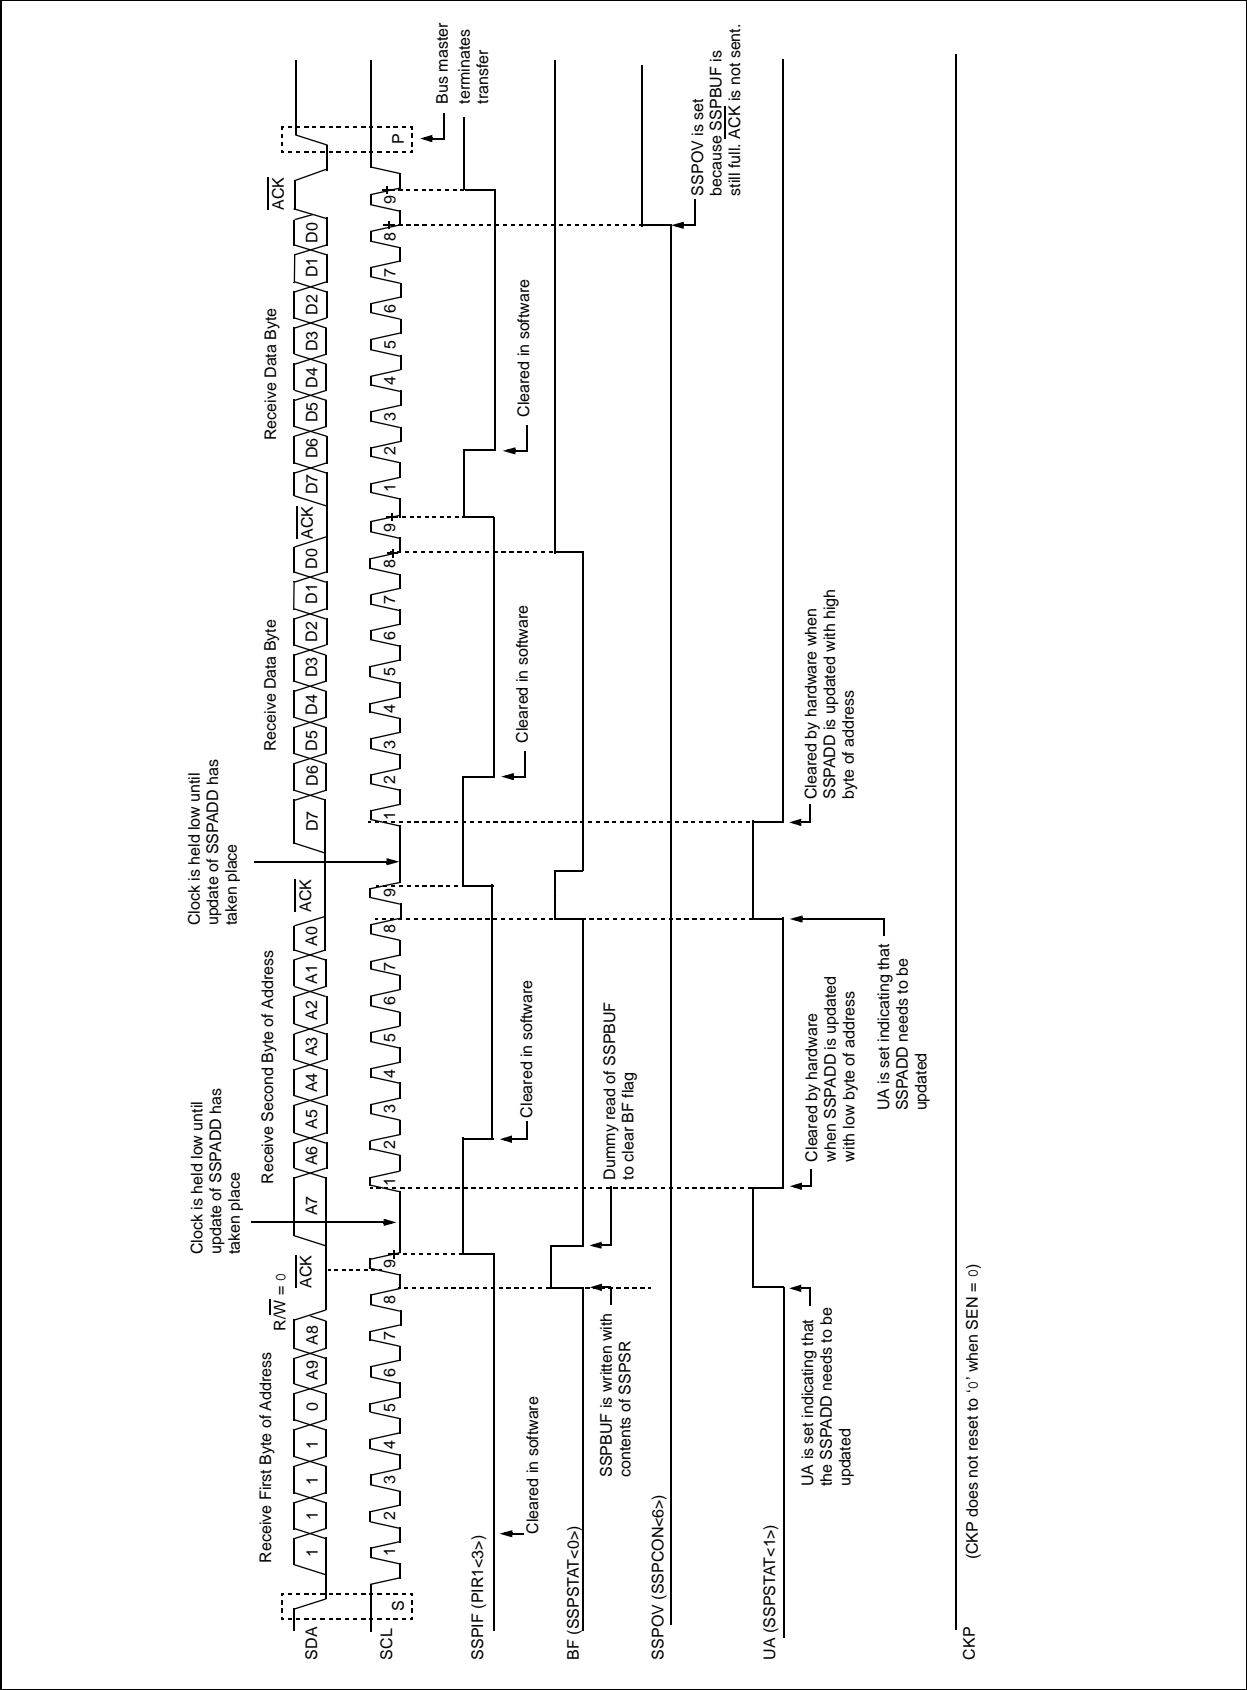 Clock is held low until
update of SSPADD has
taken place
Clock is held low until
update of SSPADD has
taken place
Receive First Byte of Address
R/W = 0
Receive Second Byte of Address
Receive Data Byte
Receive Data Byte
SDA
1 1 1 1 0 A9 A8 ACK A7 A6 A5 A4 A3 A2 A1 A0 ACK D7 D6 D5 D4 D3 D2 D1 D0 ACK D7 D6 D5 D4 D3 D2 D1 D0 ACK
SCL
S 1 2 3 4 5 6 7 8 9 1 2 3 4 5 6 7 8 9 1 2 3 4 5 6 7 8 9 1 2 3 4 5 6 7 8 9 P
Bus master
terminates
transfer
SSPIF (PIR1<3>)
Cleared in software
Cleared in software
Cleared in software
Cleared in software
BF (SSPSTAT<0>)
SSPBUF is written with
contents of SSPSR
Dummy read of SSPBUF
to clear BF flag
SSPOV (SSPCON<6>)
SSPOV is set
because SSPBUF is
still full. ACK is not sent.
UA (SSPSTAT<1>)
UA is set indicating that
the SSPADD needs to be
updated
Cleared by hardware
when SSPADD is updated
with low byte of address
UA is set indicating that
SSPADD needs to be
updated
Cleared by hardware when
SSPADD is updated with high
byte of address
CKP
(CKP does not reset to ‘0’ when SEN = 0)